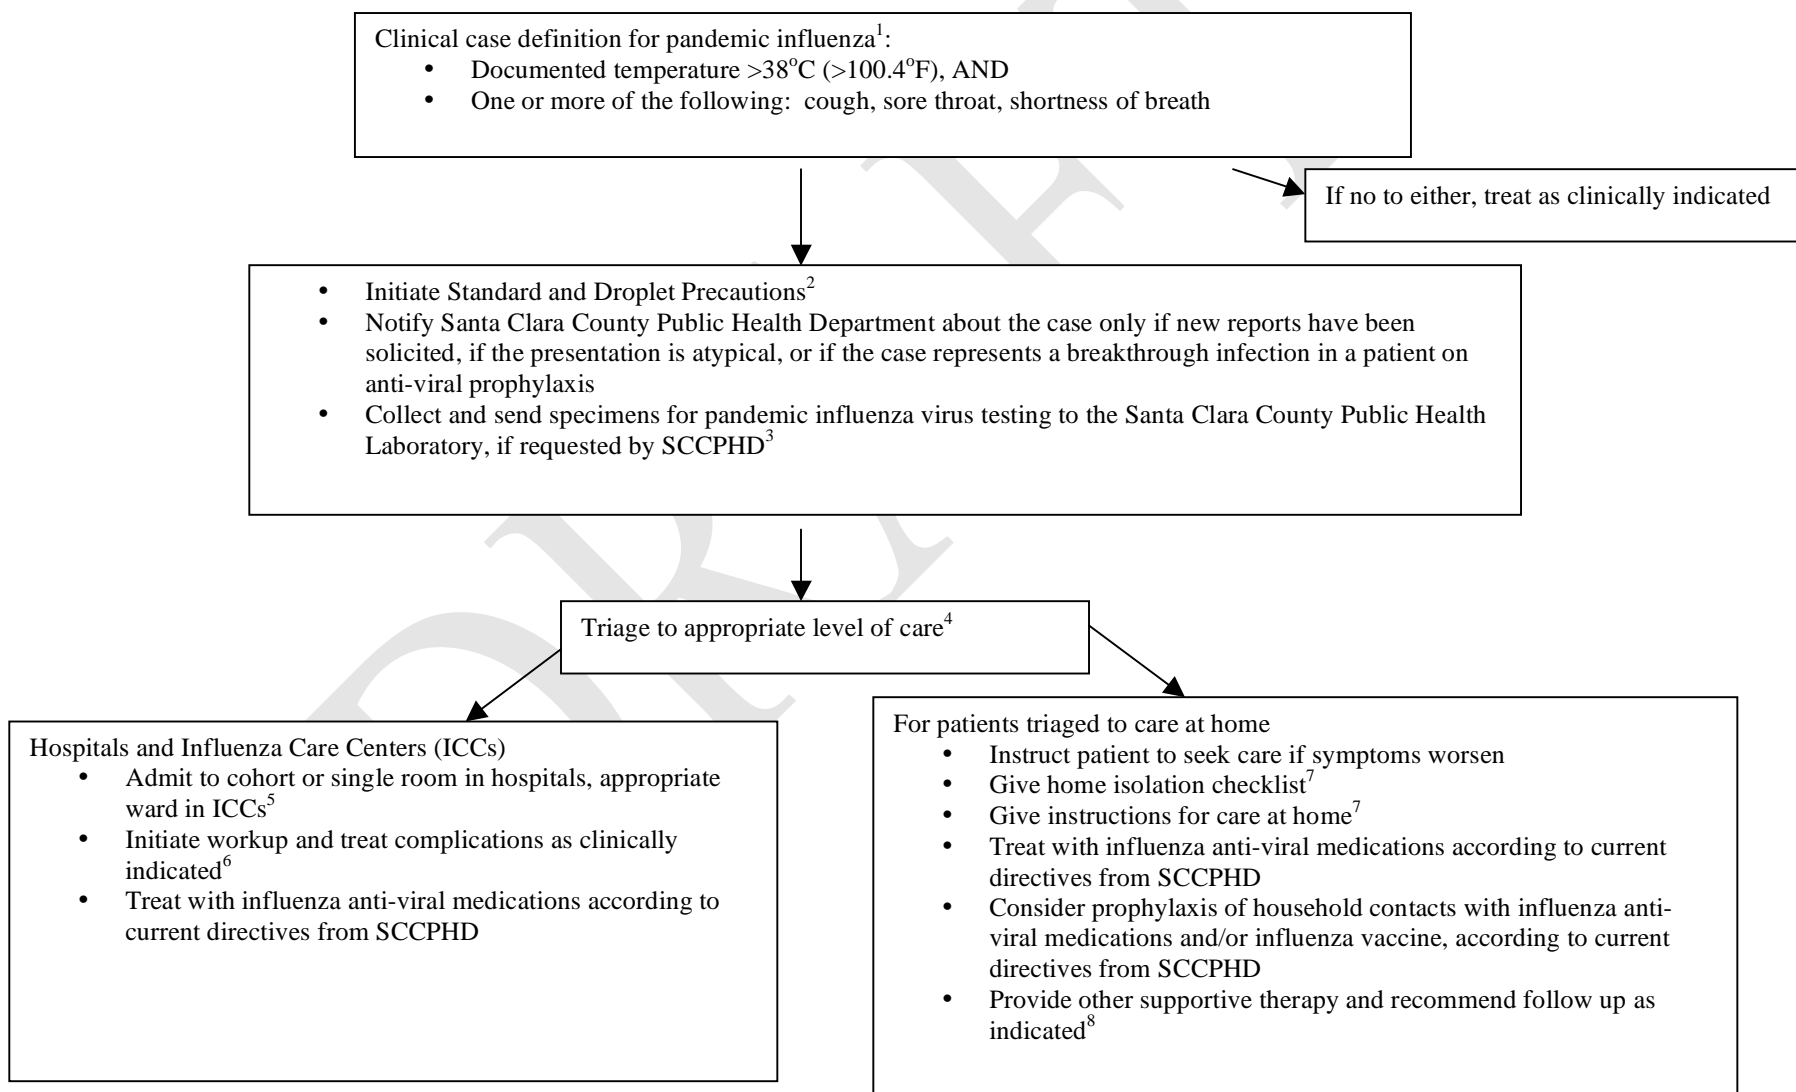 Clinical case definition for pandemic influenza1:
• Documented temperature >38oC (>100.4oF), AND
• One or more of the following: cough, sore throat, shortness of breath
If no to either, treat as clinically indicated
• Initiate Standard and Droplet Precautions2
• Notify Santa Clara County Public Health Department about the case only if new reports have been
solicited, if the presentation is atypical, or if the case represents a breakthrough infection in a patient on
anti-viral prophylaxis
• Collect and send specimens for pandemic influenza virus testing to the Santa Clara County Public Health
Laboratory, if requested by SCCPHD3
Triage to appropriate level of care4
Hospitals and Influenza Care Centers (ICCs)
• Admit to cohort or single room in hospitals, appropriate
ward in ICCs5
• Initiate workup and treat complications as clinically
indicated6
• Treat with influenza anti-viral medications according to
current directives from SCCPHD
For patients triaged to care at home
• Instruct patient to seek care if symptoms worsen
• Give home isolation checklist7
• Give instructions for care at home7
• Treat with influenza anti-viral medications according to current
directives from SCCPHD
• Consider prophylaxis of household contacts with influenza anti-
viral medications and/or influenza vaccine, according to current
directives from SCCPHD
• Provide other supportive therapy and recommend follow up as
indicated8
DRAFT